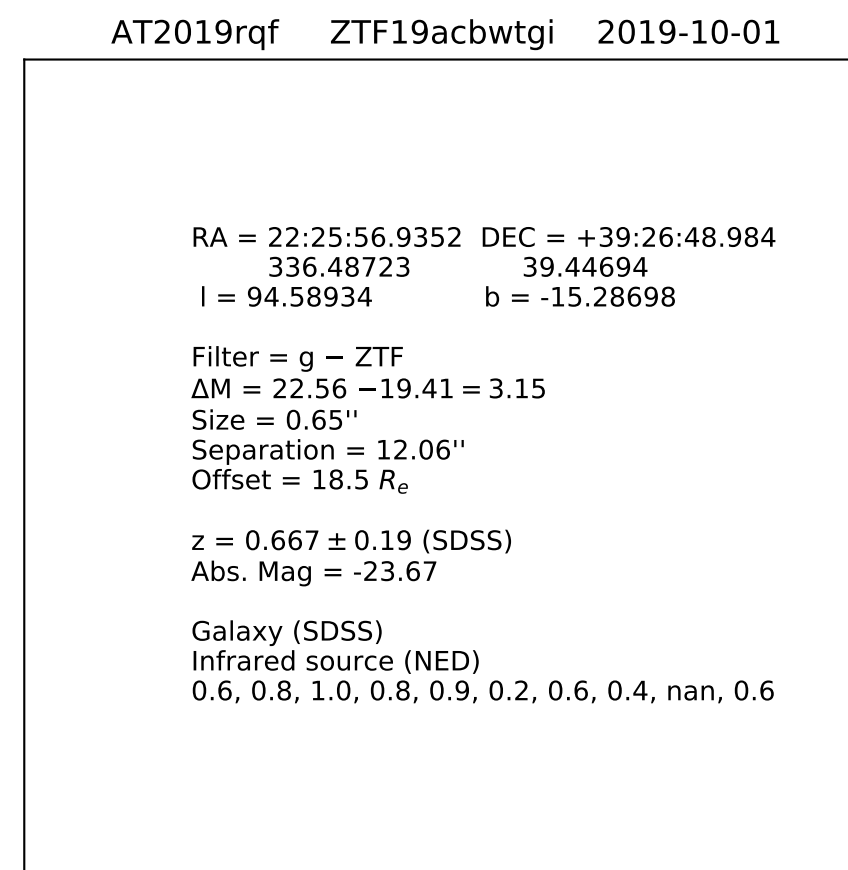 AT2019rqf ZTF19acbwtgi 2019-10-01
RA = 22:25:56.9352 DEC = +39:26:48.984
336.48723 39.44694
l = 94.58934 b = -15.28698
Filter = g − ZTF
ΔM = 22.56 −19.41 = 3.15
Size = 0.65''
Separation = 12.06''
Offset = 18.5 Re
z = 0.667 ± 0.19 (SDSS)
Abs. Mag = -23.67
Galaxy (SDSS)
Infrared source (NED)
0.6, 0.8, 1.0, 0.8, 0.9, 0.2, 0.6, 0.4, nan, 0.6